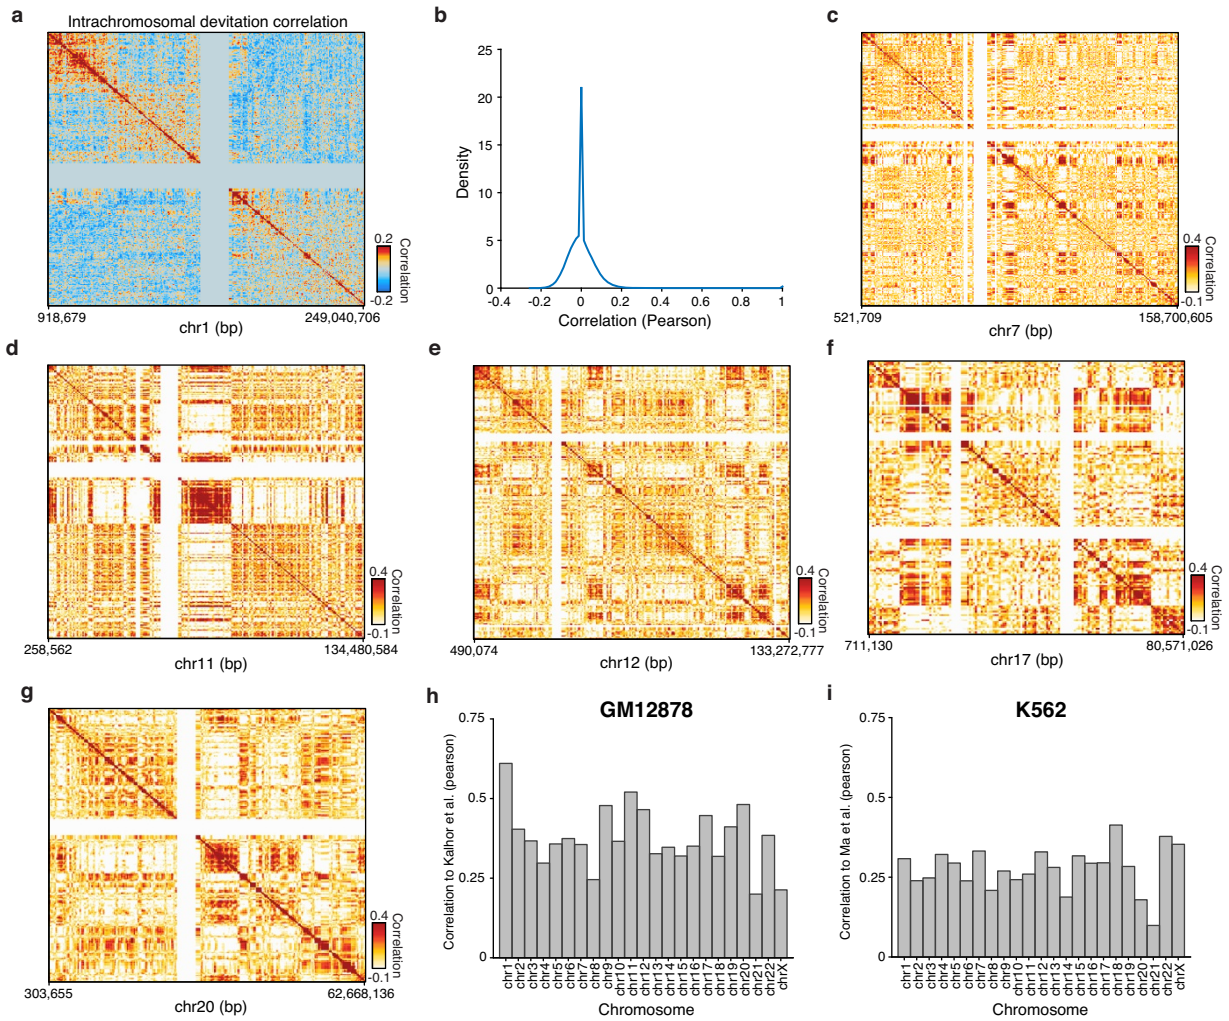 a
Intrachromosomal devitation correlation
0.2
-0.2
Correlation
918,679
249,040,706
chr1 (bp)
b
25
20
15
10
5
0
Density
-0.4
-0.2
0
0.2
0.4
0.6
0.8
1
Correlation (Pearson)
c
0.4
-0.1
Correlation
521,709
158,700,605
chr7 (bp)
d
0.4
-0.1
Correlation
258,562
134,480,584
chr11 (bp)
e
0.4
-0.1
Correlation
490,074
133,272,777
chr12 (bp)
f
0.4
-0.1
Correlation
711,130
80,571,026
chr17 (bp)
g
0.4
-0.1
Correlation
303,655
62,668,136
chr20 (bp)
h
GM12878
0.75
0.5
0.25
0
Correlation to Kalhor et al. (pearson)
chr1
chr2
chr3
chr4
chr5
chr6
chr7
chr8
chr9
chr10
chr11
chr12
chr13
chr14
chr15
chr16
chr17
chr18
chr19
chr20
chr21
chr22
chrX
Chromosome
i
K562
0.75
0.5
0.25
0
Correlation to Ma et al. (pearson)
chr1
chr2
chr3
chr4
chr5
chr6
chr7
chr8
chr9
chr10
chr11
chr12
chr13
chr14
chr15
chr16
chr17
chr18
chr19
chr20
chr21
chr22
chrX
Chromosome